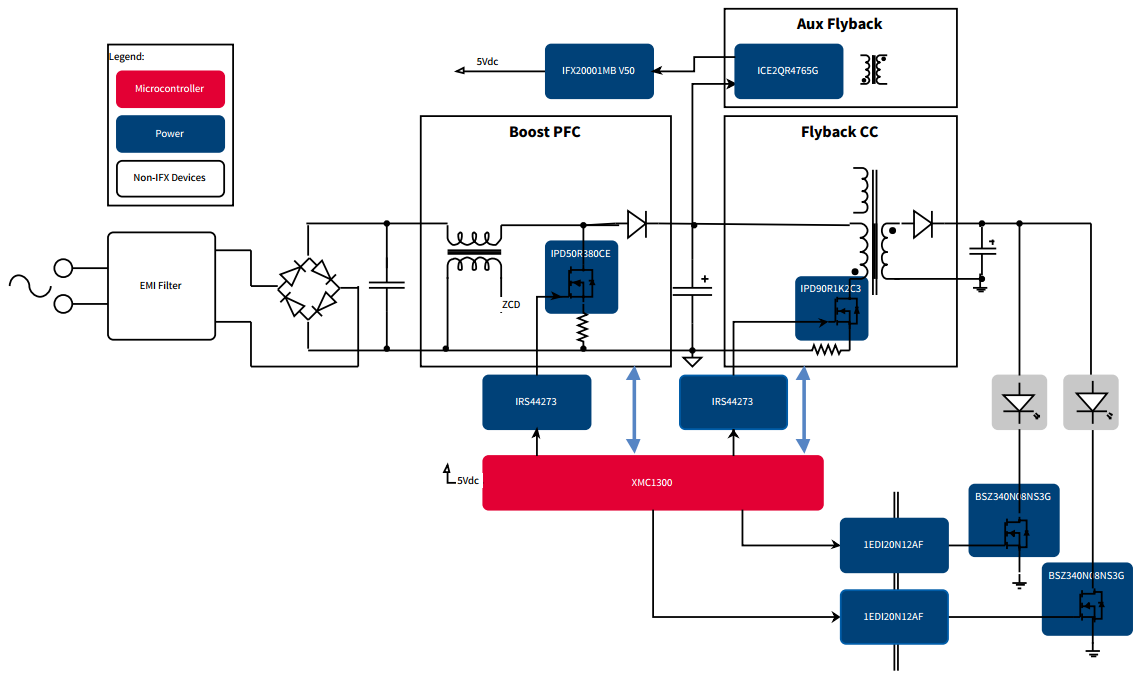 Aux Flyback
Legend:
5Vdc
IFX20001MB V50
ICE2QR4765G
Microcontroller
Power
Boost PFC
Flyback CC
Non-IFX Devices
IPD50R380CE
EMI Filter
IPD90R1K2C3
ZCD
+
+
IRS44273
IRS44273
5Vdc
XMC1300
BSZ340N08NS3G
1EDI20N12AF
BSZ340N08NS3G
1EDI20N12AF